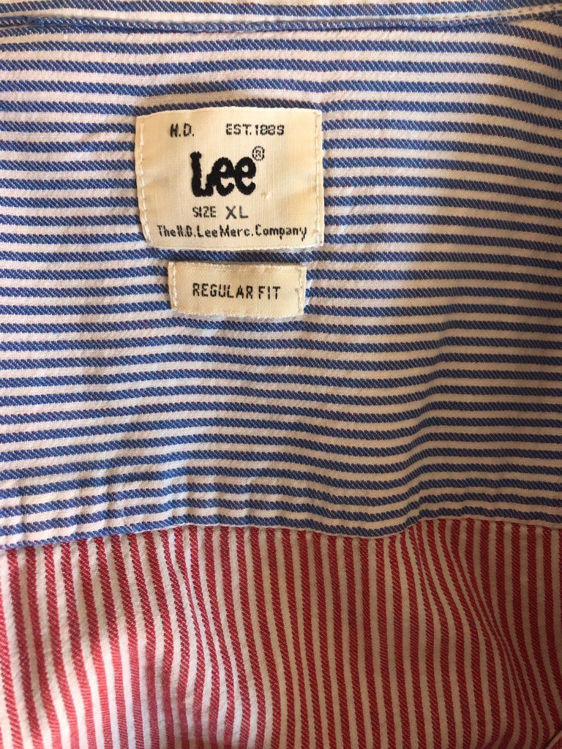 H.D. EST.1889
Lee®
SIZE XL
The H.D. Lee Merc. Company
REGULAR FIT